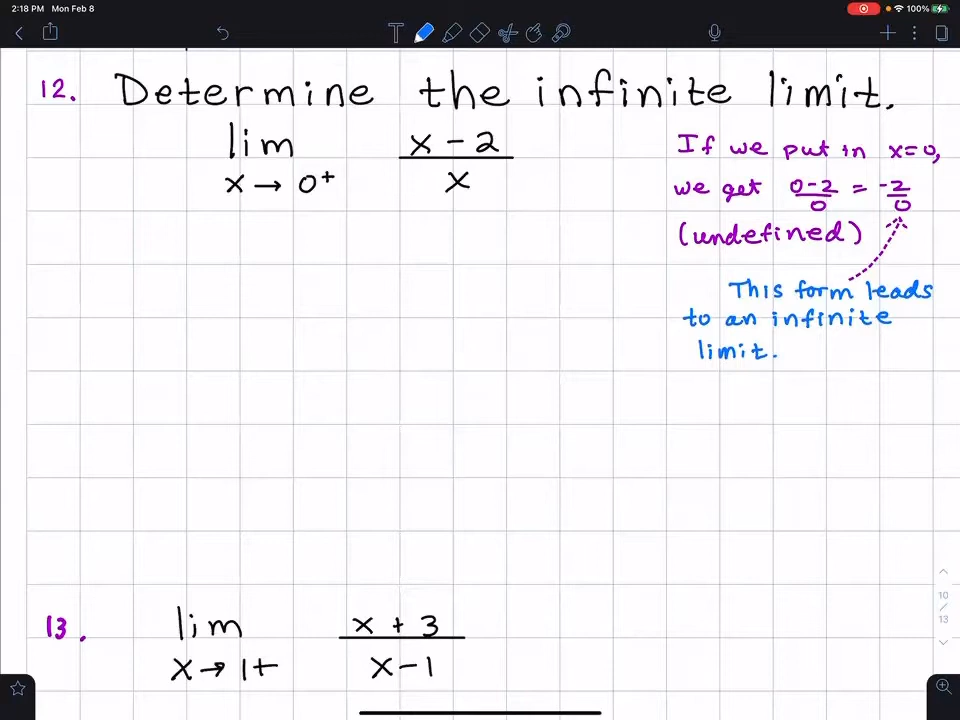 2:18 PM Mon Feb 8
100%
T
12. Determine the infinite limit.
lim x - 2
x → 0+ x
If we put in x=0,
we get 0-2/0 = -2/0
(undefined)
This form leads
to an infinite
limit.
10
/
13
13. lim x + 3
x → 1+ x - 1